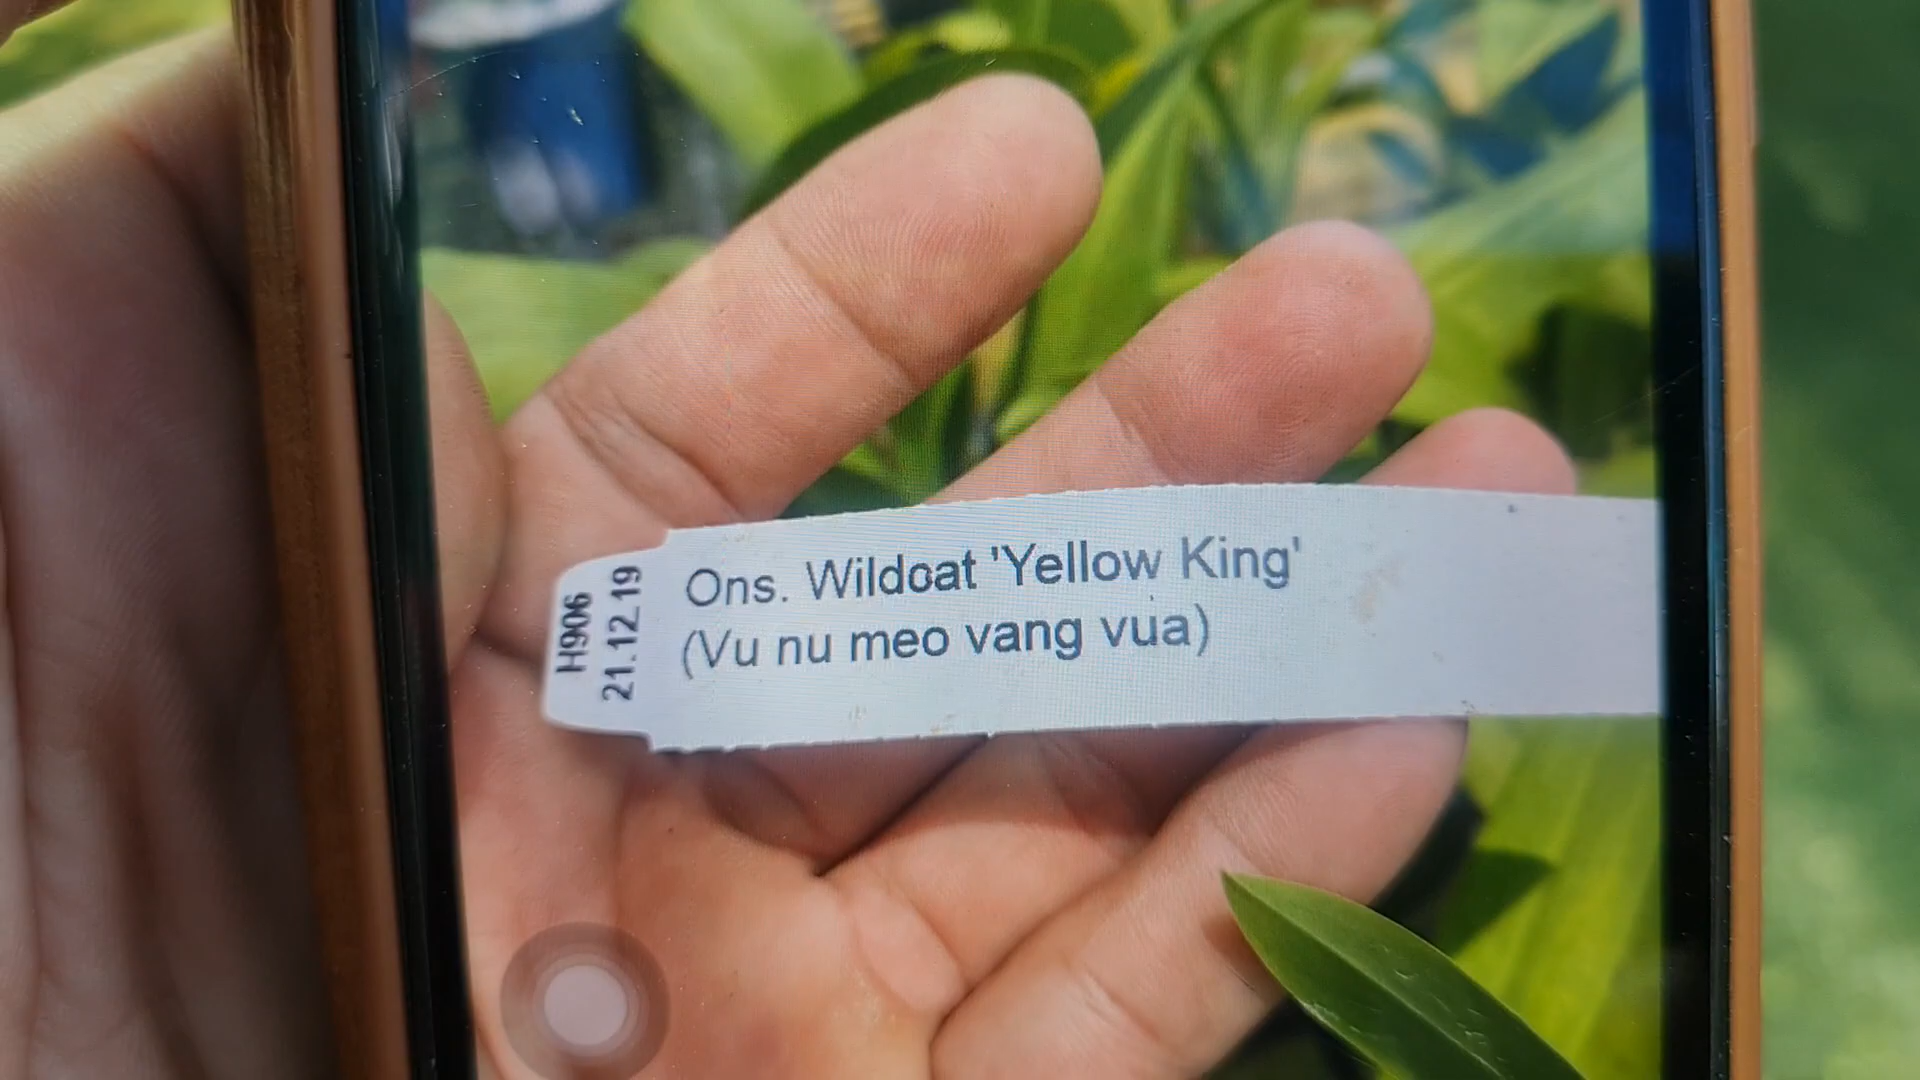 H906
21.12.19
Ons. Wildcat 'Yellow King'
(Vu nu meo vang vua)